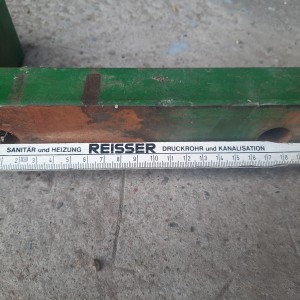 SANITÄR und HEIZUNG REISSER DRUCKROHR und KANALISATION
2 3 4 5 6 7 8 9 10 11 12 13 14 15 16 17 18